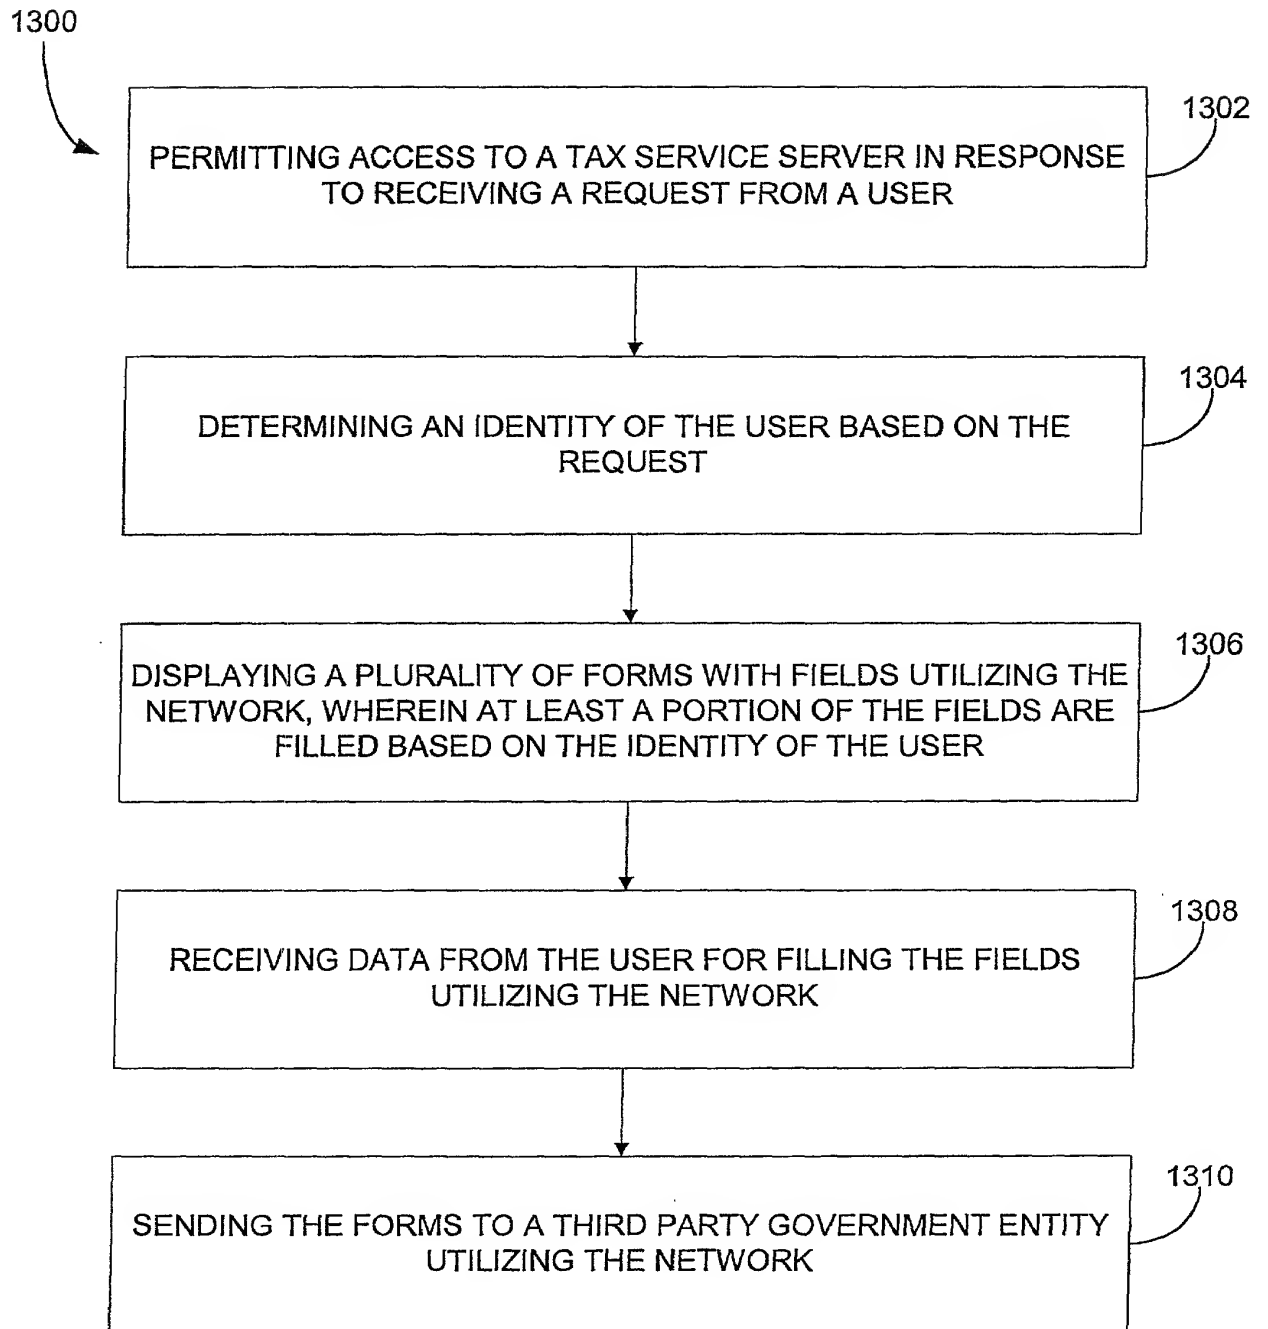 1300
1302
PERMITTING ACCESS TO A TAX SERVICE SERVER IN RESPONSE
TO RECEIVING A REQUEST FROM A USER
1304
DETERMINING AN IDENTITY OF THE USER BASED ON THE
REQUEST
1306
DISPLAYING A PLURALITY OF FORMS WITH FIELDS UTILIZING THE
NETWORK, WHEREIN AT LEAST A PORTION OF THE FIELDS ARE
FILLED BASED ON THE IDENTITY OF THE USER
1308
RECEIVING DATA FROM THE USER FOR FILLING THE FIELDS
UTILIZING THE NETWORK
1310
SENDING THE FORMS TO A THIRD PARTY GOVERNMENT ENTITY
UTILIZING THE NETWORK